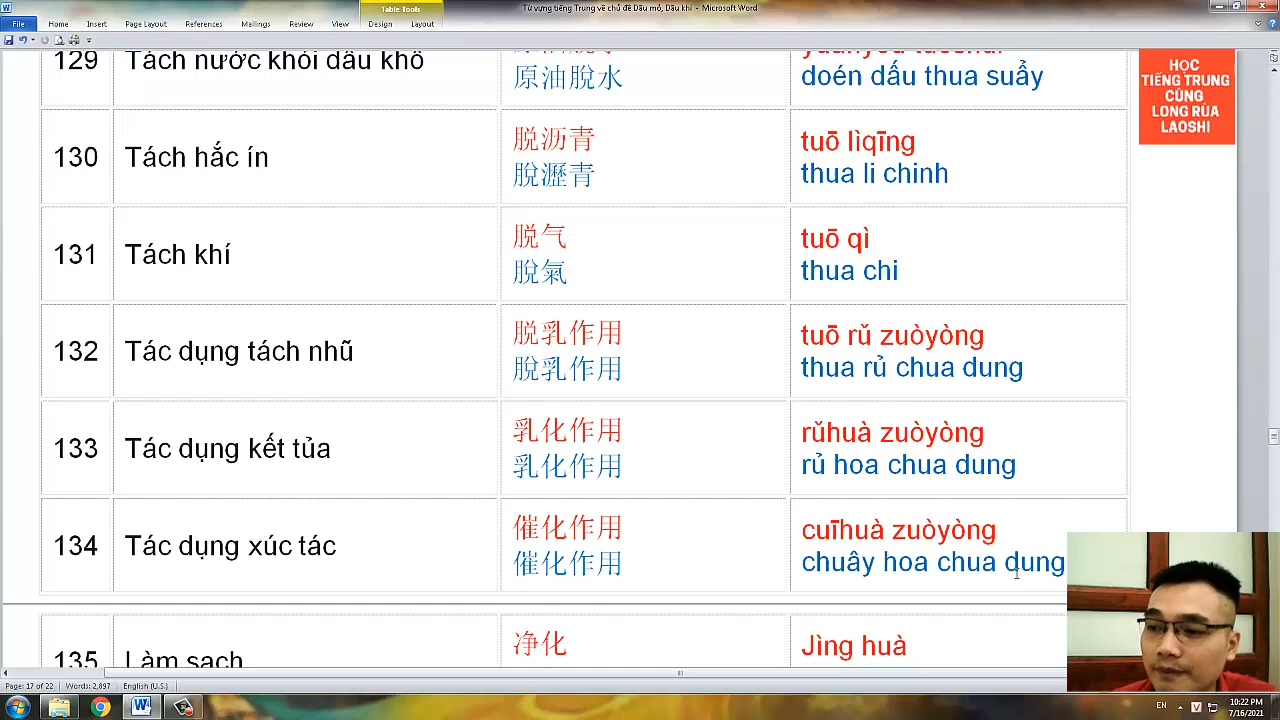 Table Tools
Từ vựng tiếng Trung về chủ đề Dầu mỏ, Dầu khí - Microsoft Word
File Home Insert Page Layout References Mailings Review View Design Layout
129 Tách nước khỏi dầu khô
原油脫水 doén dấu thua suẩy
130 Tách hắc ín 脱沥青 tuō lìqīng
脫瀝青 thua li chinh
131 Tách khí 脱气 tuō qì
脫氣 thua chi
132 Tác dụng tách nhũ 脱乳作用 tuō rǔ zuòyòng
脫乳作用 thua rủ chua dung
133 Tác dụng kết tủa 乳化作用 rǔhuà zuòyòng
乳化作用 rủ hoa chua dung
134 Tác dụng xúc tác 催化作用 cuīhuà zuòyòng
催化作用 chuây hoa chua dung
135 Làm sạch 净化 Jìng huà
HỌC
TIẾNG TRUNG
CÙNG
LONG RÙA
LAOSHI
Page: 17 of 22 Words: 2,897 English (U.S.)
EN 10:22 PM
7/16/2021